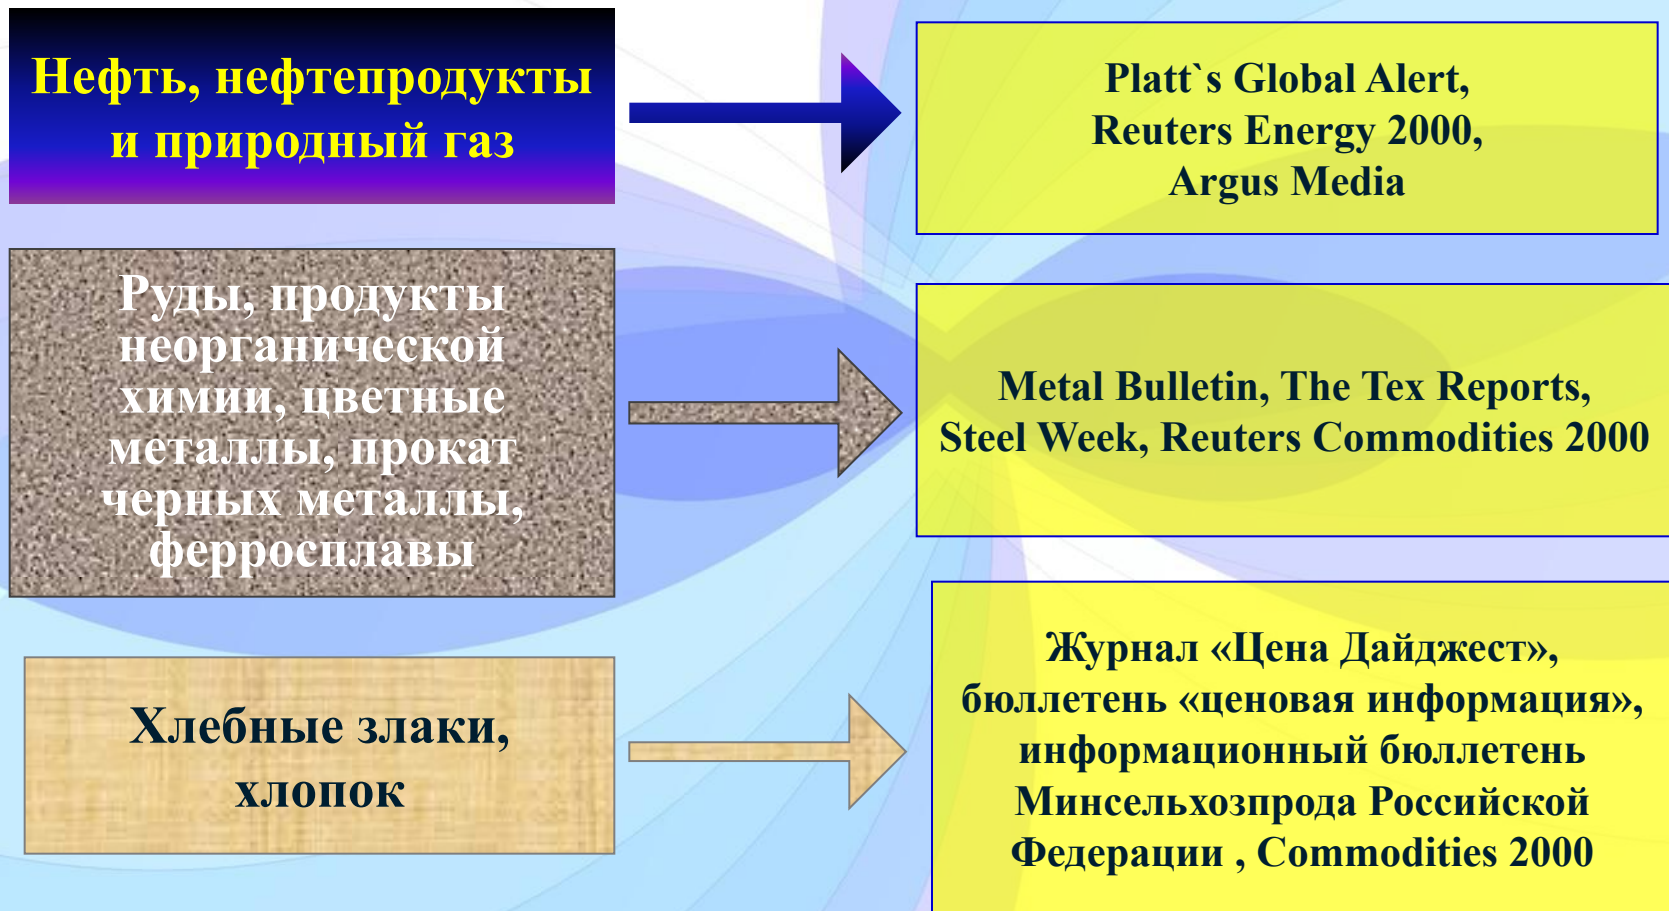 Нефть, нефтепродукты
и природный газ
Platt`s Global Alert,
Reuters Energy 2000,
Argus Media
Руды, продукты
неорганической
химии, цветные
металлы, прокат
черных металлы,
ферросплавы
Metal Bulletin, The Tex Reports,
Steel Week, Reuters Commodities 2000
Хлебные злаки,
хлопок
Журнал «Цена Дайджест»,
бюллетень «ценовая информация»,
информационный бюллетень
Минсельхозпрода Российской
Федерации , Commodities 2000